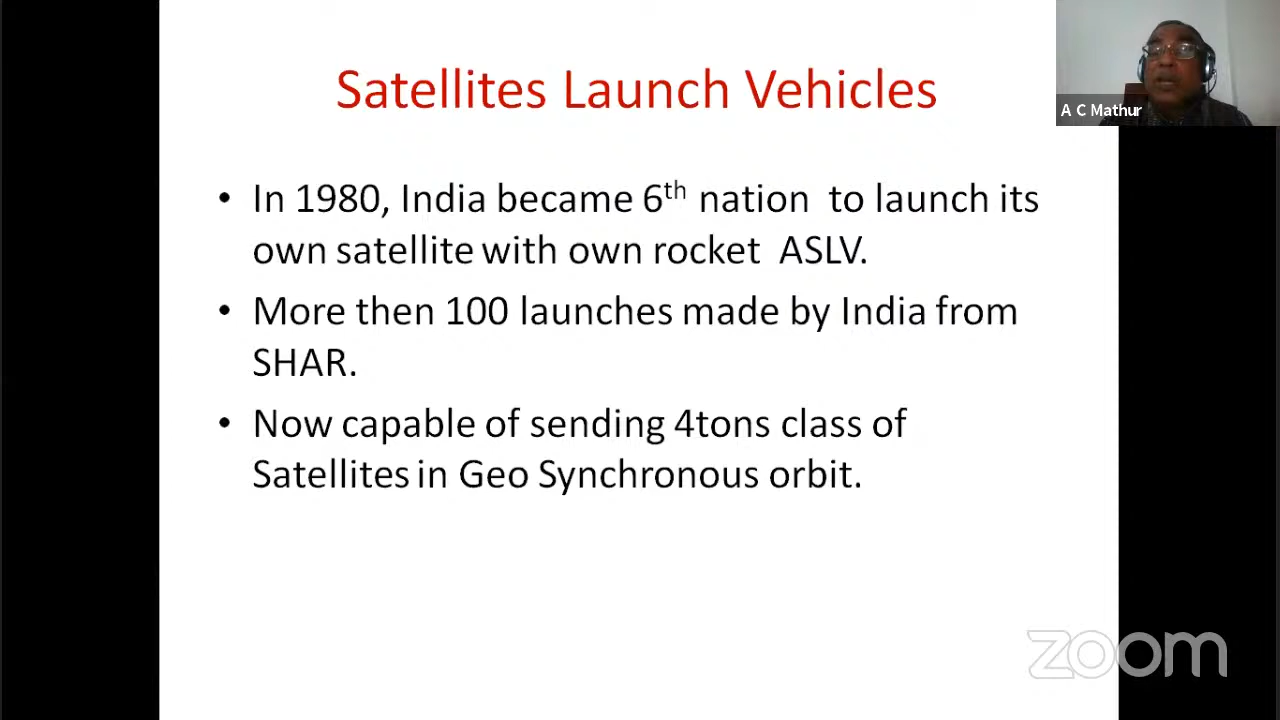 Satellites Launch Vehicles
A C Mathur
• In 1980, India became 6th nation to launch its
own satellite with own rocket ASLV.
• More then 100 launches made by India from
SHAR.
• Now capable of sending 4tons class of
Satellites in Geo Synchronous orbit.
zoom